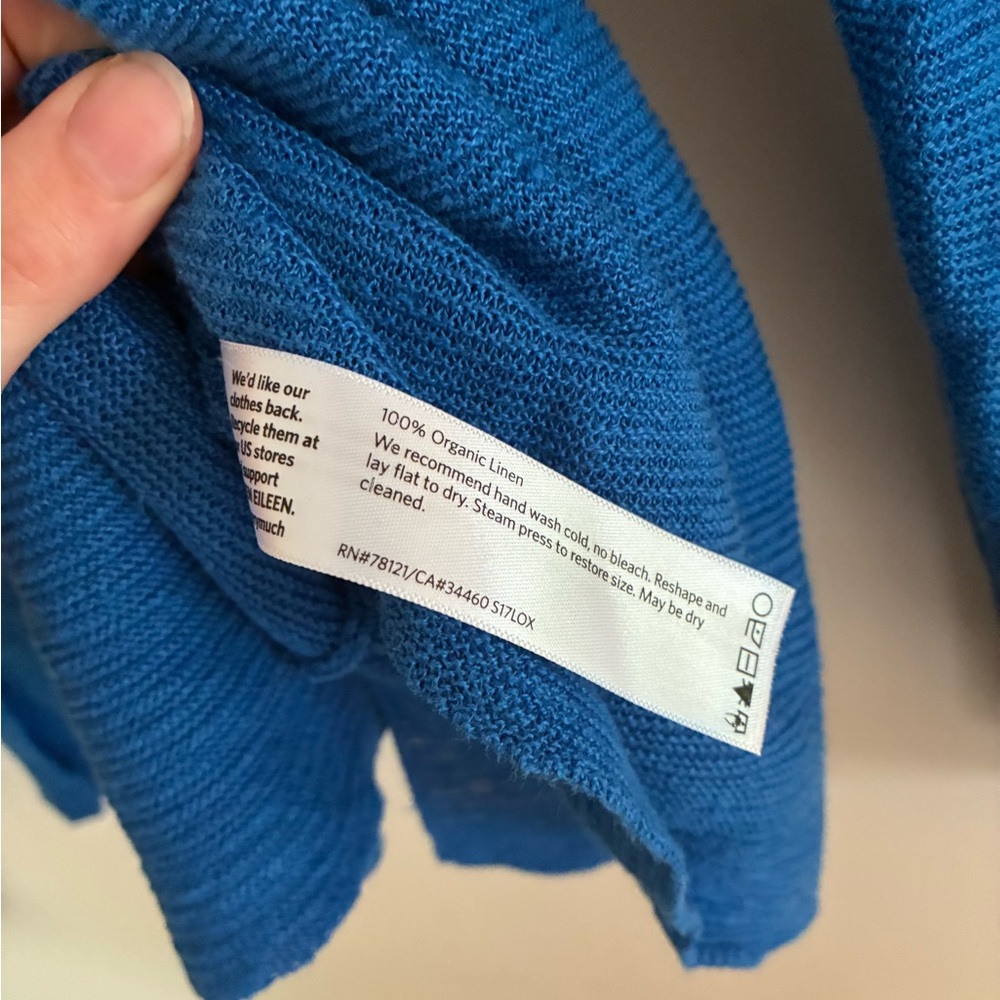 We'd like our
clothes back.
Recycle them at
US stores
support
EILEEN.
100% Organic Linen
We recommend hand wash cold, no bleach. Reshape and
lay flat to dry. Steam press to restore size. May be dry
cleaned.
RN#78121/CA#34460 S17LOX